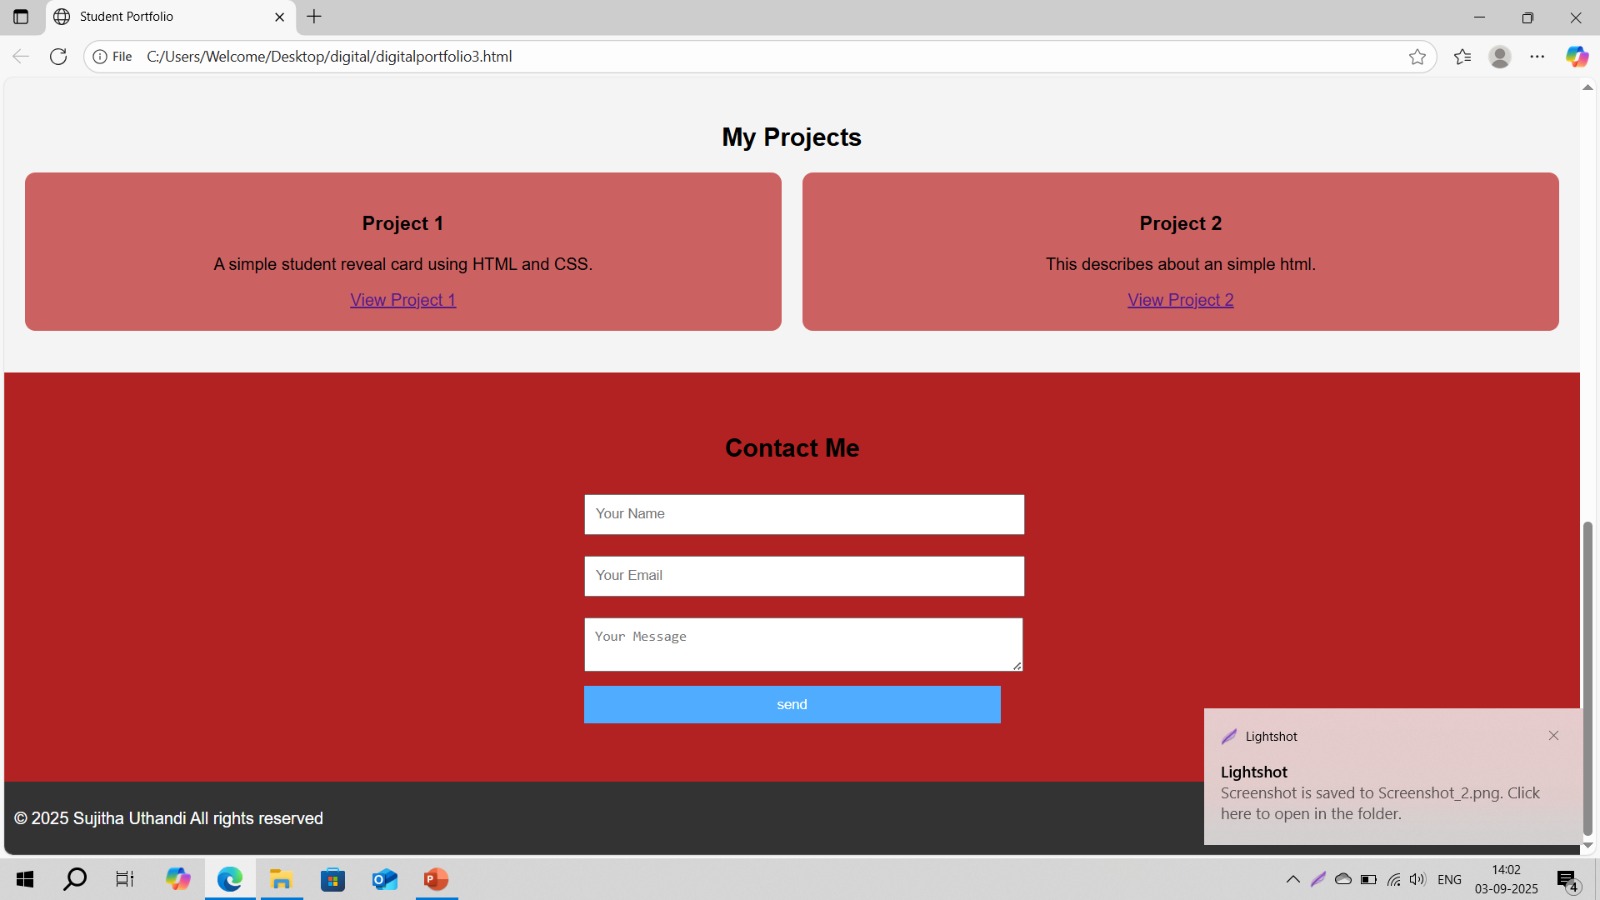 Student Portfolio
File C:/Users/Welcome/Desktop/digital/digitalportfolio3.html
My Projects
Project 1
A simple student reveal card using HTML and CSS.
View Project 1
Project 2
This describes about an simple html.
View Project 2
Contact Me
Your Name
Your Email
Your Message
send
Lightshot
Lightshot
Screenshot is saved to Screenshot_2.png. Click
here to open in the folder.
© 2025 Sujitha Uthandi All rights reserved
ENG
14:02
03-09-2025
4